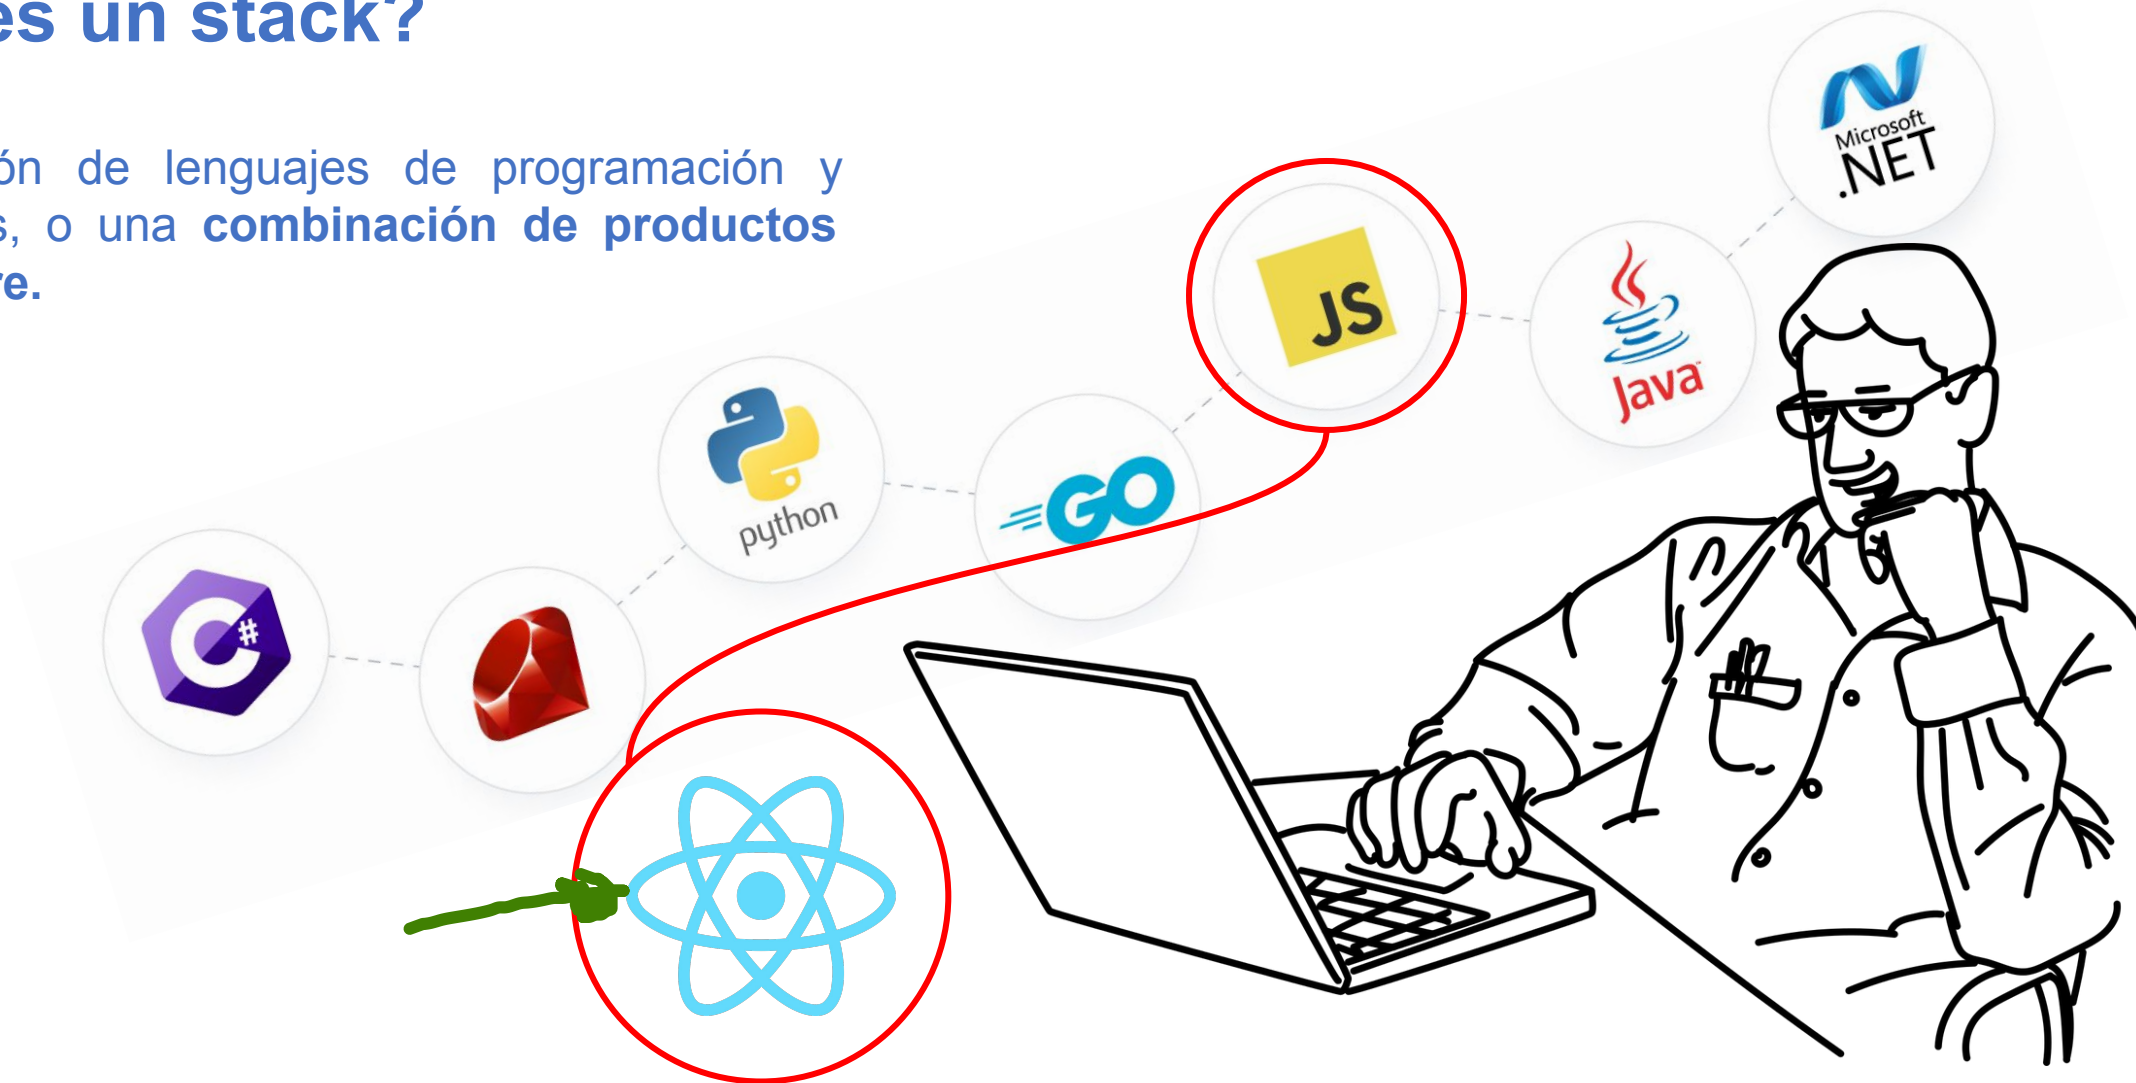 es un stack?
ón de lenguajes de programación y
s, o una combinación de productos
re.
Microsoft
.NET
JS
Java
python
GO
C#